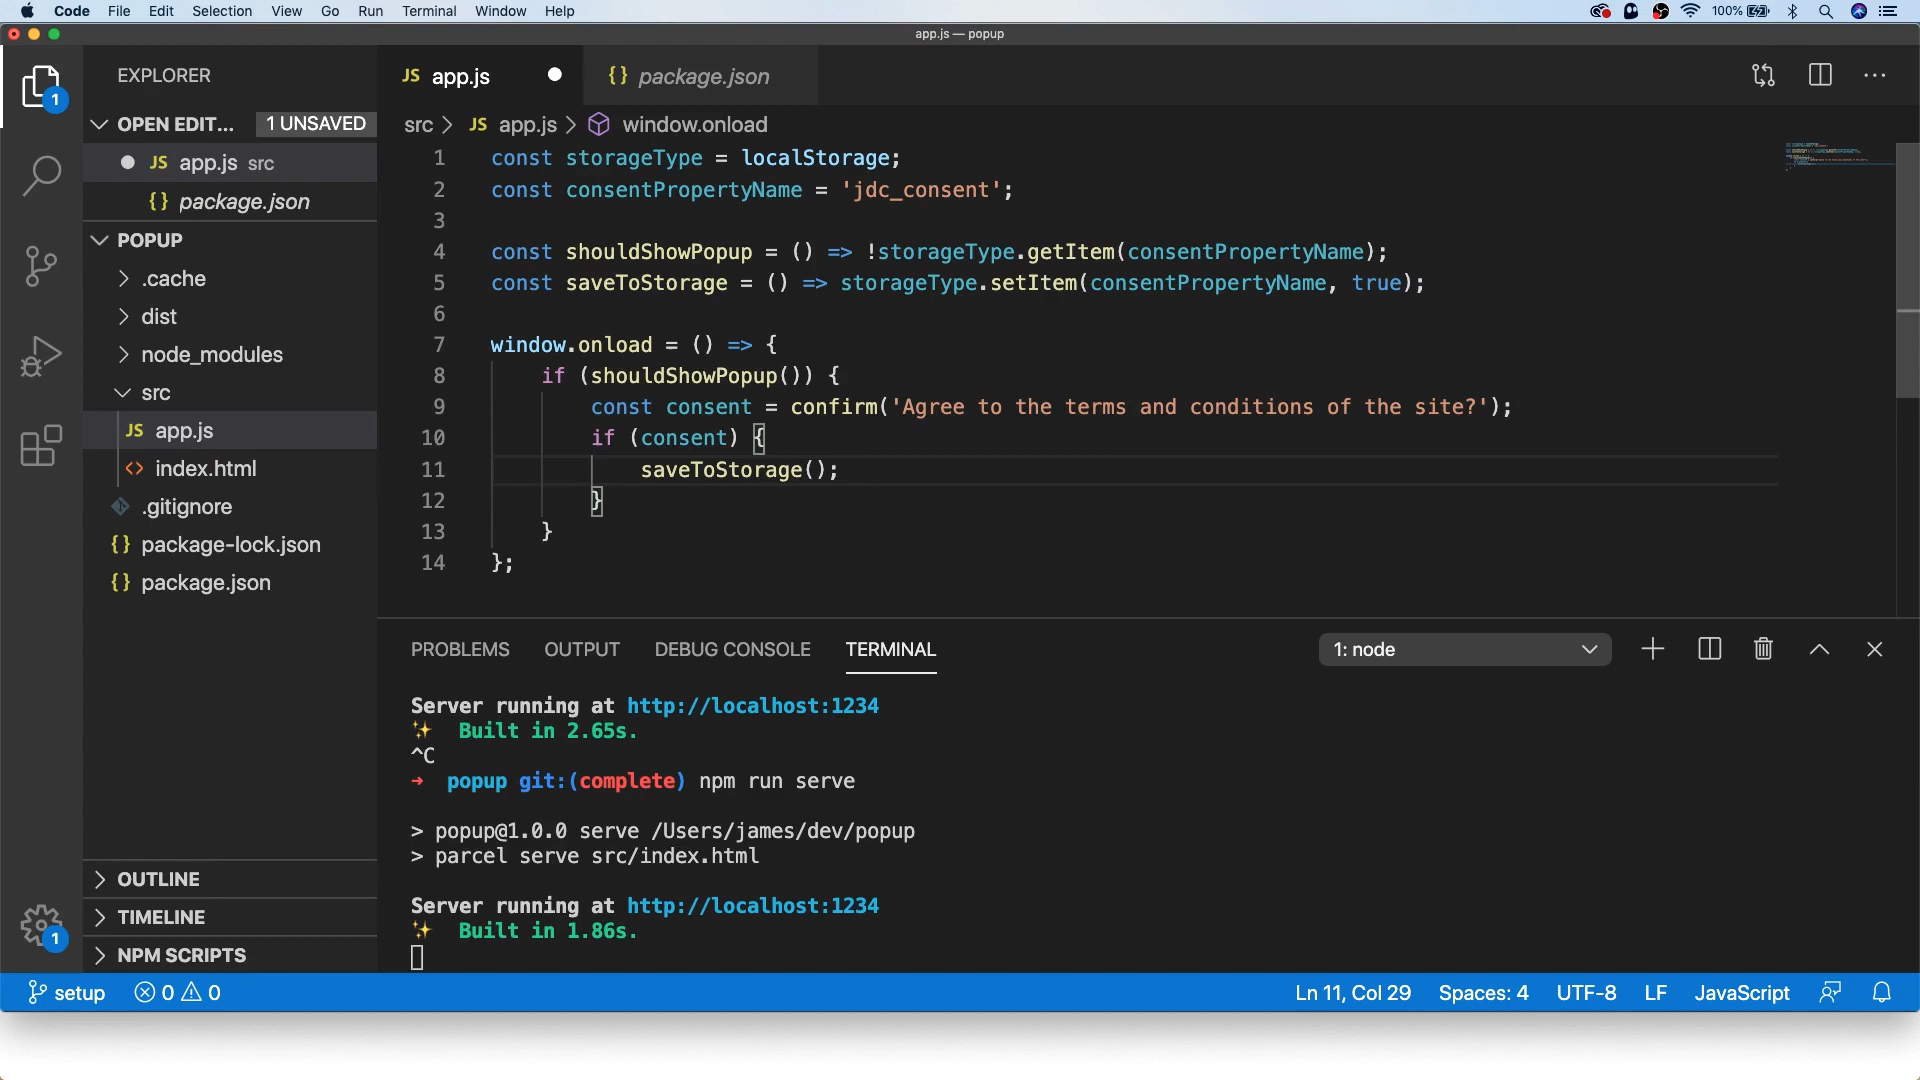 Code File Edit Selection View Go Run Terminal Window Help
100%
app.js — popup
EXPLORER
OPEN EDIT... 1 UNSAVED
JS app.js src
{} package.json
POPUP
.cache
dist
node_modules
src
JS app.js
<> index.html
.gitignore
{} package-lock.json
{} package.json
OUTLINE
TIMELINE
NPM SCRIPTS
1
1
JS app.js
{} package.json
src > JS app.js > window.onload
1 const storageType = localStorage;
2 const consentPropertyName = 'jdc_consent';
3
4 const shouldShowPopup = () => !storageType.getItem(consentPropertyName);
5 const saveToStorage = () => storageType.setItem(consentPropertyName, true);
6
7 window.onload = () => {
8 if (shouldShowPopup()) {
9 const consent = confirm('Agree to the terms and conditions of the site?');
10 if (consent) {
11 saveToStorage();
12 }
13 }
14 };
PROBLEMS OUTPUT DEBUG CONSOLE TERMINAL
1: node
Server running at http://localhost:1234
✨ Built in 2.65s.
^C
→ popup git:(complete) npm run serve
> popup@1.0.0 serve /Users/james/dev/popup
> parcel serve src/index.html
Server running at http://localhost:1234
✨ Built in 1.86s.
setup 0 0
Ln 11, Col 29 Spaces: 4 UTF-8 LF JavaScript